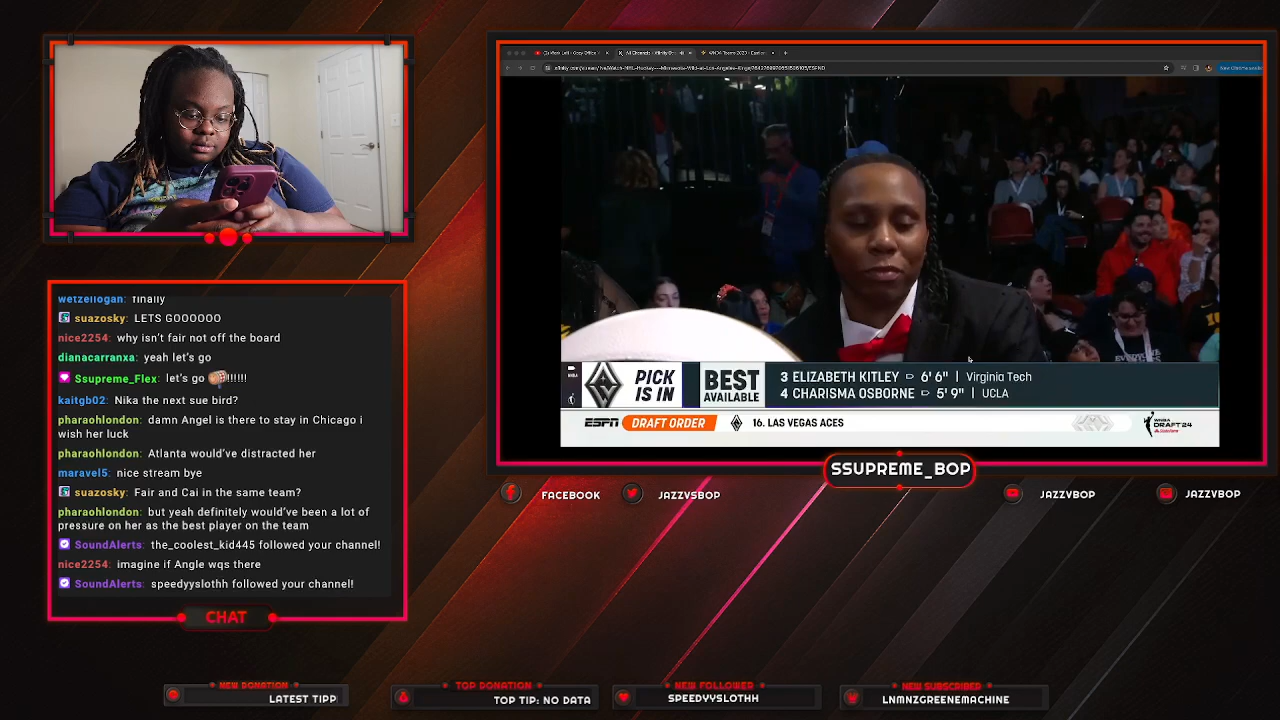 wetzellogan: finally
suazosky: LETS GOOOOOO
nice2254: why isn't fair not off the board
dianacarranxa: yeah let's go
Ssupreme_Flex: let's go !!!!!!
kaitgb02: Nika the next sue bird?
pharaohlondon: damn Angel is there to stay in Chicago i
wish her luck
pharaohlondon: Atlanta would've distracted her
maravel5: nice stream bye
suazosky: Fair and Cai in the same team?
pharaohlondon: but yeah definitely would've been a lot of
pressure on her as the best player on the team
SoundAlerts: the_coolest_kid445 followed your channel!
nice2254: imagine if Angle wqs there
SoundAlerts: speedyyslothh followed your channel!
CHAT
PICK
IS IN
BEST
AVAILABLE
3 ELIZABETH KITLEY 6' 6" | Virginia Tech
4 CHARISMA OSBORNE 5' 9" | UCLA
ESPN DRAFT ORDER 16. LAS VEGAS ACES
WNBA
DRAFT 24
SSUPREME_BOP
FACEBOOK
JAZZVSBOP
JAZZVBOP
JAZZVBOP
NEW DONATION
LATEST TIPP
TOP DONATION
TOP TIP: NO DATA
NEW FOLLOWER
SPEEDYYSLOTHH
NEW SUBSCRIBER
LNMNZGREENEMACHINE